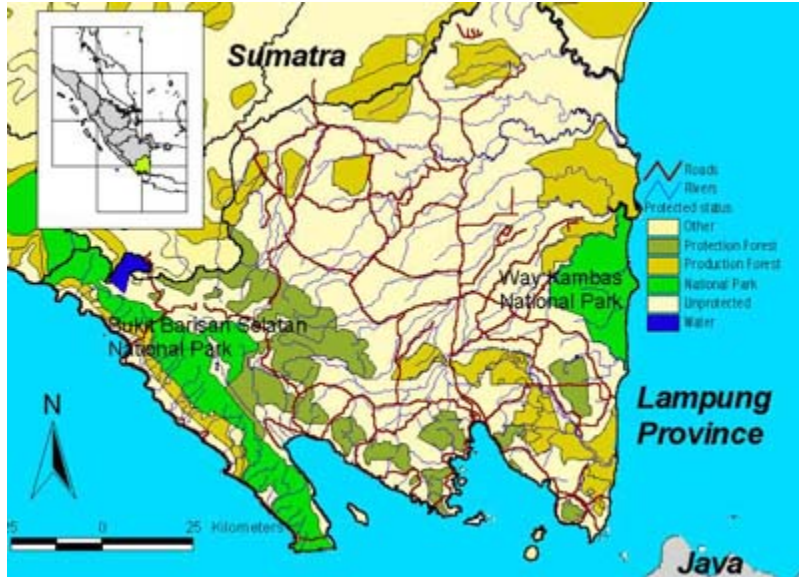 Sumatra
Roads
Rivers
Protected status
Other
Protection Forest
Production Forest
National Park
Unprotected
Water
Way Kambas
National Park
Bukit Barisan Selatan
National Park
N
Lampung
Province
25 0 25 Kilometers
Java